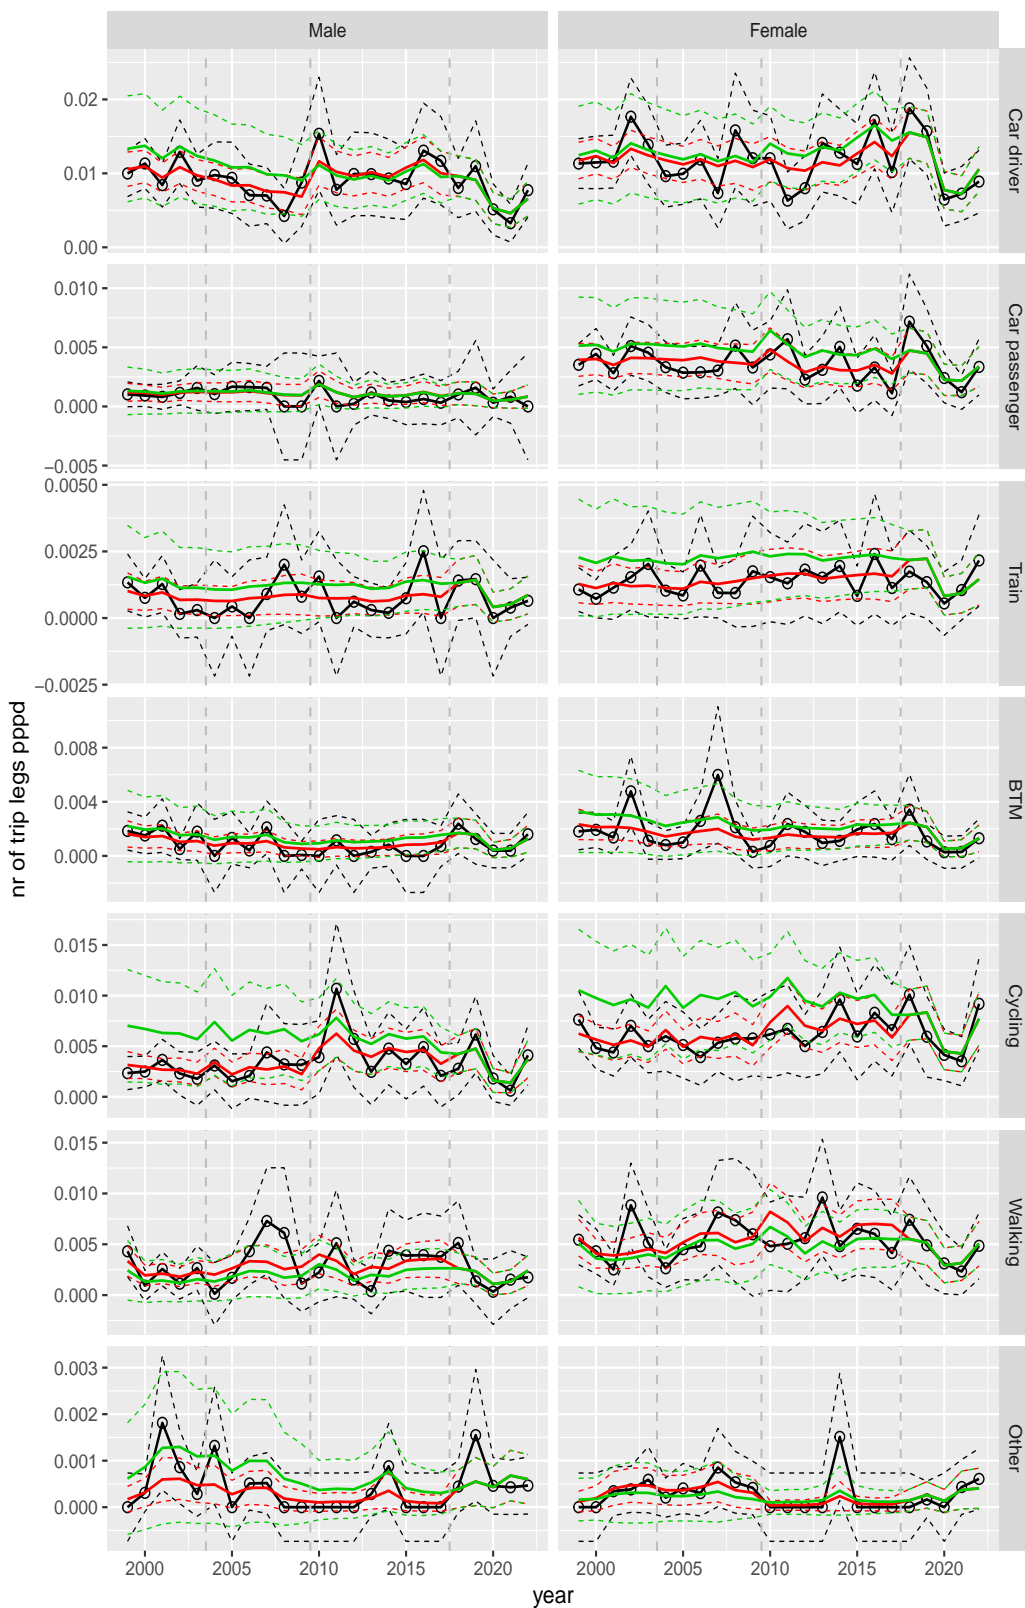 Male Female
0.02
0.01
0.00
Car driver
0.010
0.005
0.000
−0.005
Car passenger
0.0050
0.0025
0.0000
−0.0025
Train
0.008
0.004
0.000
BTM
0.015
0.010
0.005
0.000
Cycling
0.015
0.010
0.005
0.000
Walking
0.003
0.002
0.001
0.000
Other
2000 2005 2010 2015 2020 2000 2005 2010 2015 2020
year
nr of trip legs pppd